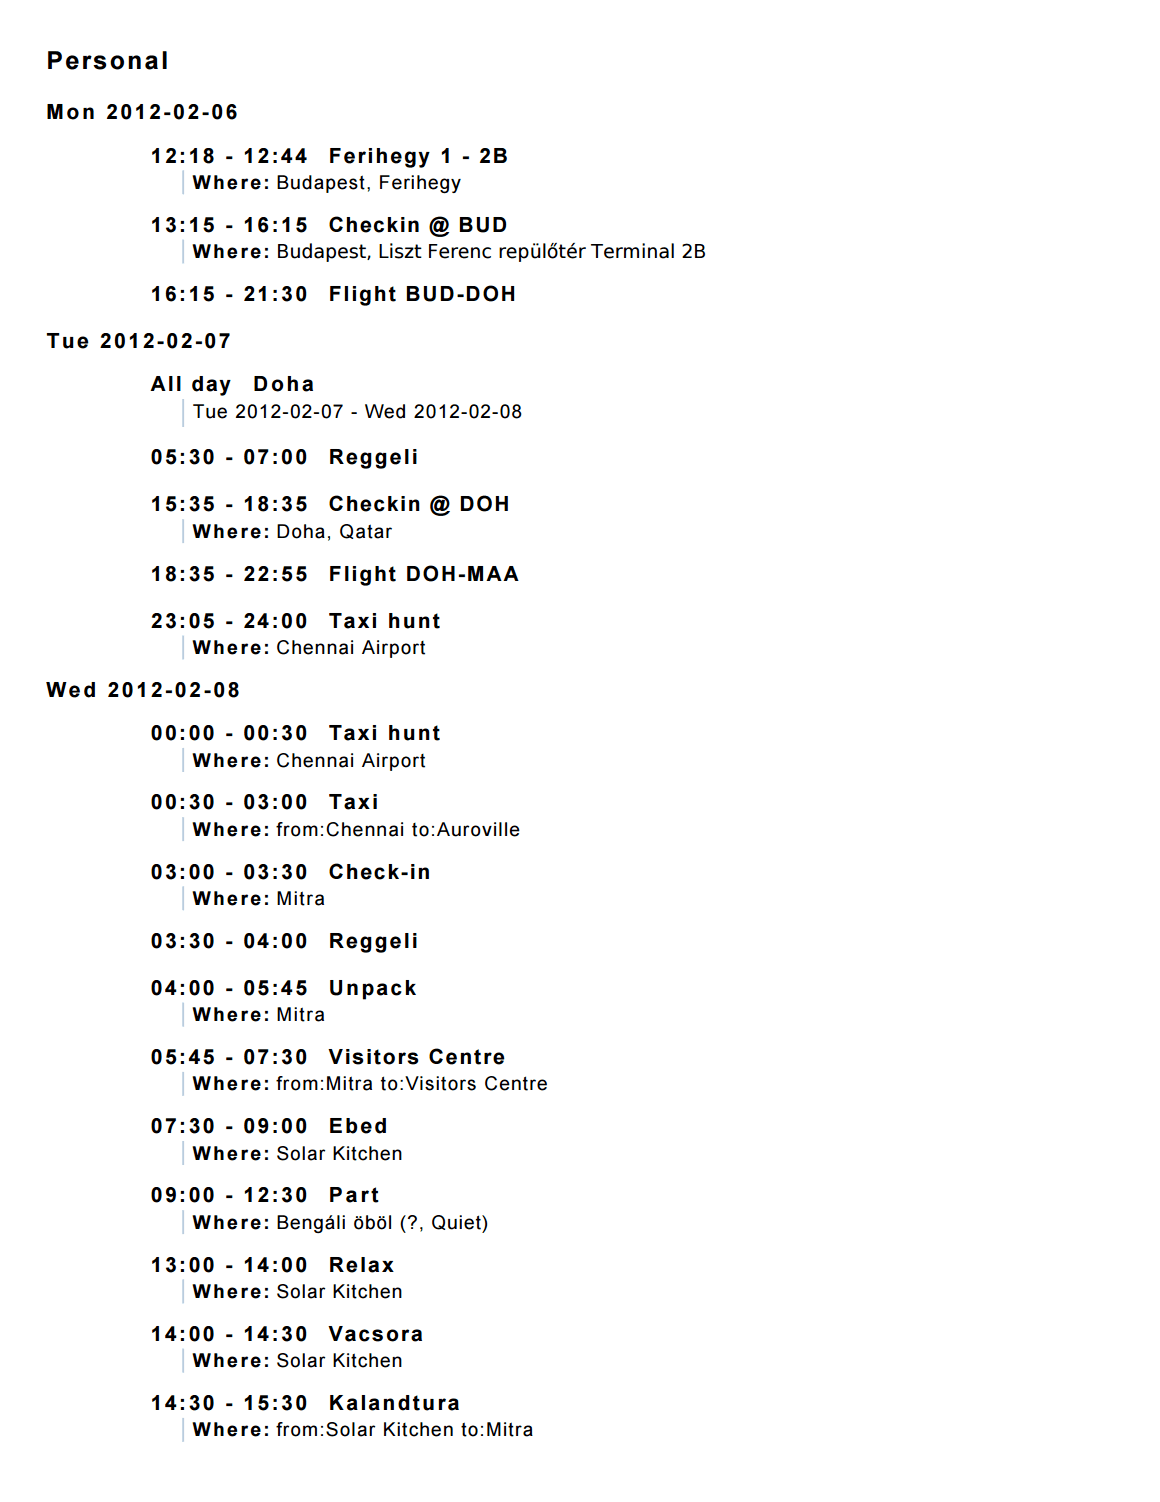 Personal
Mon 2012-02-06
12:18 - 12:44 Ferihegy 1 - 2B
Where: Budapest, Ferihegy
13:15 - 16:15 Checkin @ BUD
Where: Budapest, Liszt Ferenc repülőtér Terminal 2B
16:15 - 21:30 Flight BUD-DOH
Tue 2012-02-07
All day Doha
Tue 2012-02-07 - Wed 2012-02-08
05:30 - 07:00 Reggeli
15:35 - 18:35 Checkin @ DOH
Where: Doha, Qatar
18:35 - 22:55 Flight DOH-MAA
23:05 - 24:00 Taxi hunt
Where: Chennai Airport
Wed 2012-02-08
00:00 - 00:30 Taxi hunt
Where: Chennai Airport
00:30 - 03:00 Taxi
Where: from:Chennai to:Auroville
03:00 - 03:30 Check-in
Where: Mitra
03:30 - 04:00 Reggeli
04:00 - 05:45 Unpack
Where: Mitra
05:45 - 07:30 Visitors Centre
Where: from:Mitra to:Visitors Centre
07:30 - 09:00 Ebed
Where: Solar Kitchen
09:00 - 12:30 Part
Where: Bengáli öböl (?, Quiet)
13:00 - 14:00 Relax
Where: Solar Kitchen
14:00 - 14:30 Vacsora
Where: Solar Kitchen
14:30 - 15:30 Kalandtura
Where: from:Solar Kitchen to:Mitra